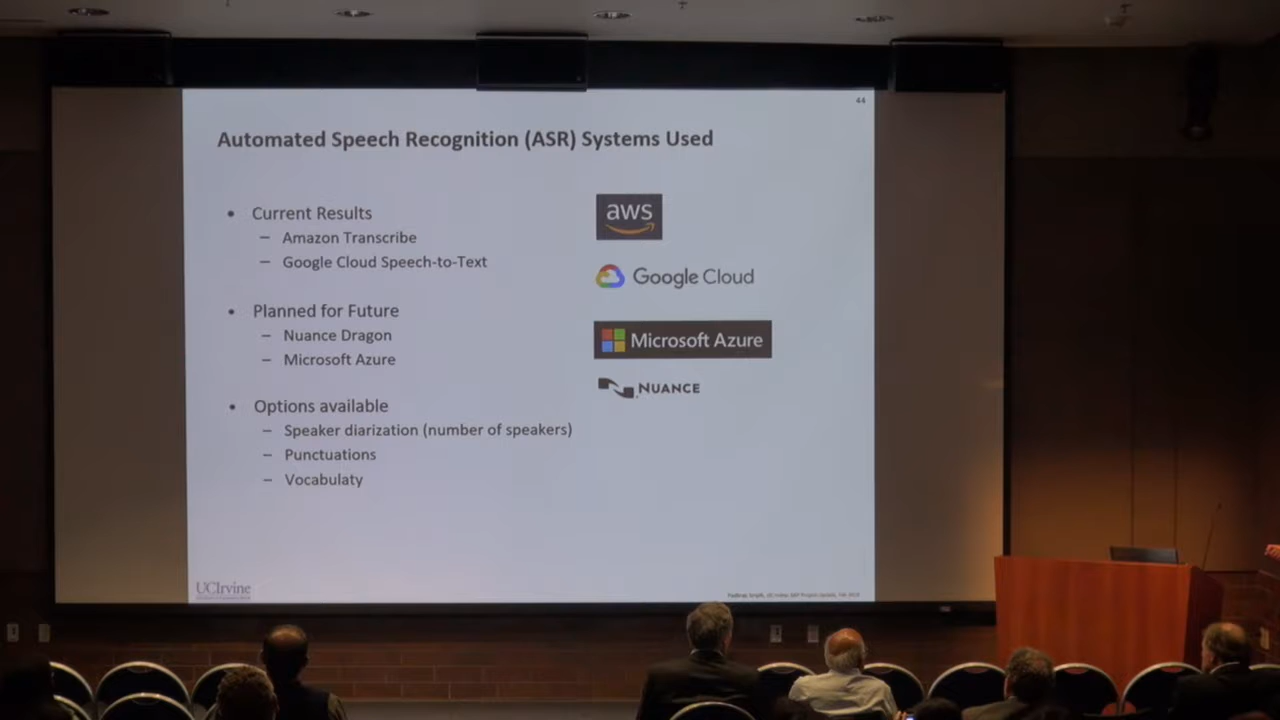 44
Automated Speech Recognition (ASR) Systems Used
• Current Results
– Amazon Transcribe
– Google Cloud Speech-to-Text
• Planned for Future
– Nuance Dragon
– Microsoft Azure
• Options available
– Speaker diarization (number of speakers)
– Punctuations
– Vocabulaty
aws
Google Cloud
Microsoft Azure
NUANCE
UCIrvine